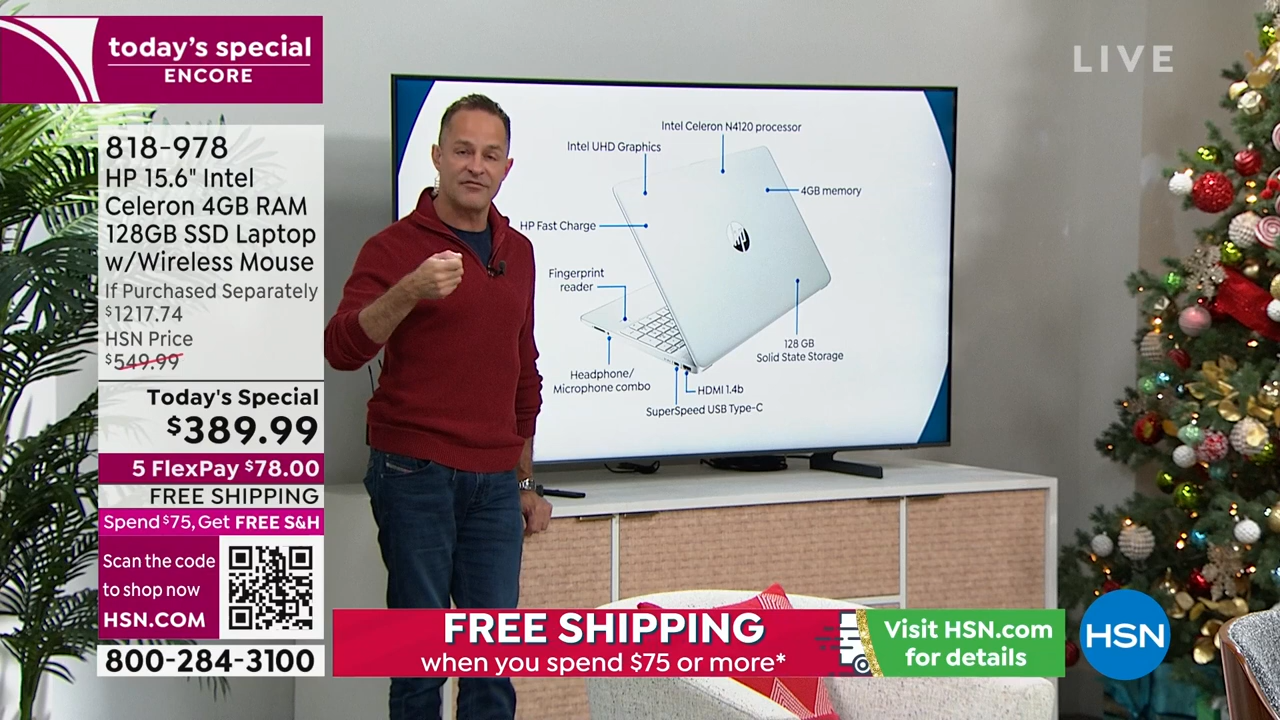 today's special
ENCORE
LIVE
818-978
HP 15.6" Intel
Celeron 4GB RAM
128GB SSD Laptop
w/Wireless Mouse
If Purchased Separately
$1217.74
HSN Price
$549.99
Today's Special
$389.99
5 FlexPay $78.00
FREE SHIPPING
Spend $75, Get FREE S&H
Scan the code
to shop now
HSN.COM
800-284-3100
Intel Celeron N4120 processor
Intel UHD Graphics
4GB memory
HP Fast Charge
hp
Fingerprint
reader
128 GB
Solid State Storage
Headphone/
Microphone combo
HDMI 1.4b
SuperSpeed USB Type-C
FREE SHIPPING
when you spend $75 or more*
Visit HSN.com
for details
HSN